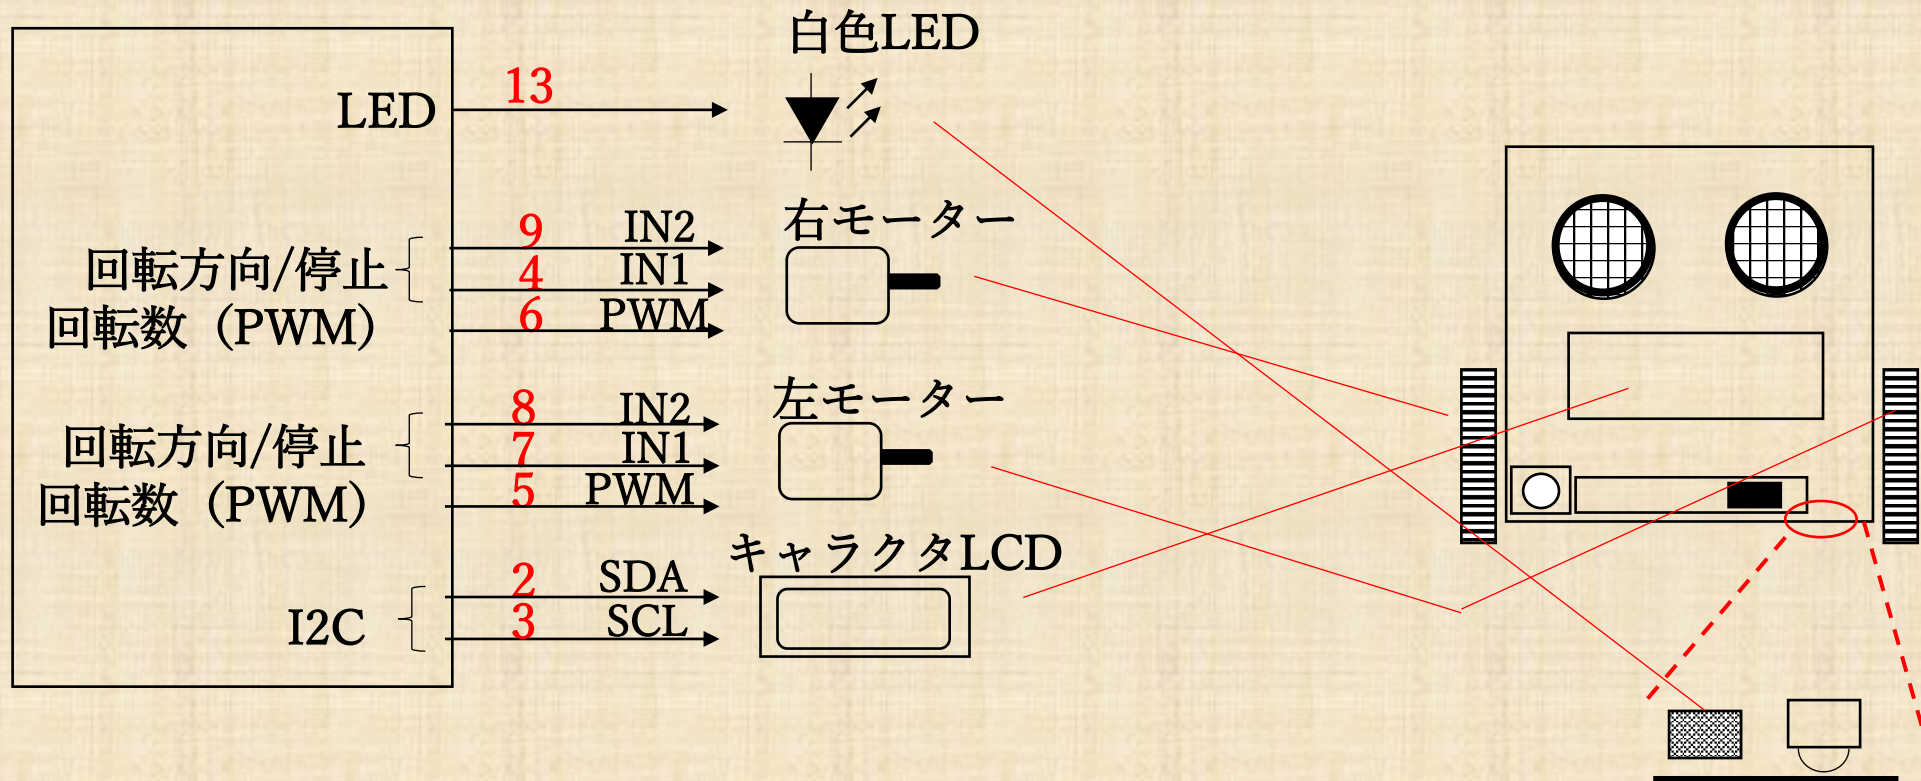 白色LED
LED
13
右モーター
9
IN2
回転方向/停止
4
IN1
回転数（PWM）
6
PWM
左モーター
8
IN2
回転方向/停止
7
IN1
回転数（PWM）
5
PWM
キャラクタLCD
2
SDA
I2C
3
SCL